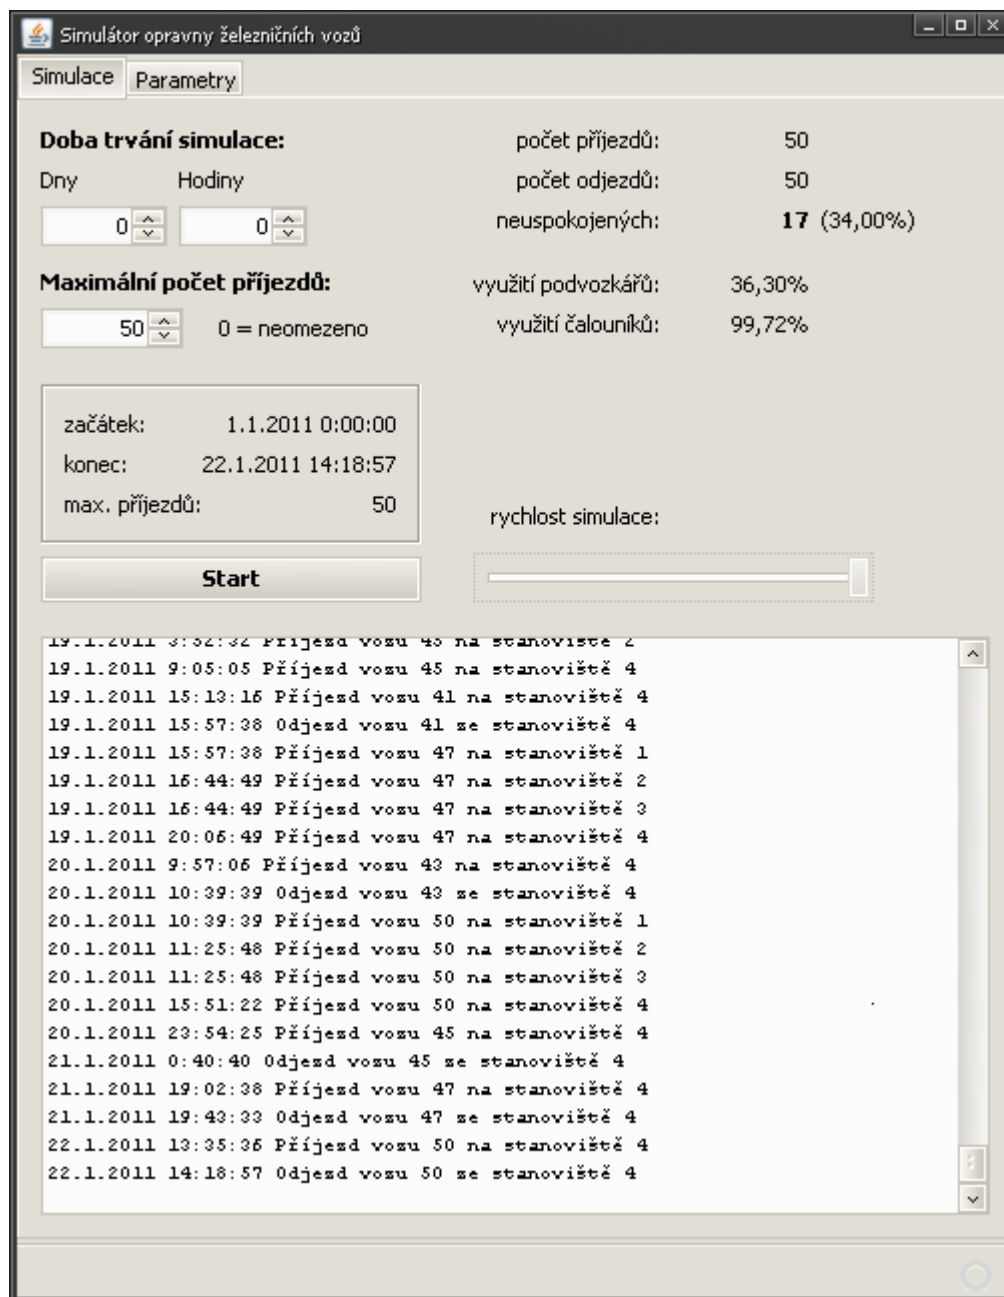 Simulátor opravny železničních vozů
Simulace Parametry
Doba trvání simulace:
Dny Hodiny
0 0
Maximální počet příjezdů:
50 0 = neomezeno
počet příjezdů: 50
počet odjezdů: 50
neuspokojených: 17 (34,00%)
využití podvozkářů: 36,30%
využití čalouníků: 99,72%
začátek: 1.1.2011 0:00:00
konec: 22.1.2011 14:18:57
max. příjezdů: 50
Start
rychlost simulace:
19.1.2011 3:52:32 Příjezd vozu 45 na stanoviště 2
19.1.2011 9:05:05 Příjezd vozu 45 na stanoviště 4
19.1.2011 15:13:16 Příjezd vozu 41 na stanoviště 4
19.1.2011 15:57:38 Odjezd vozu 41 ze stanoviště 4
19.1.2011 15:57:38 Příjezd vozu 47 na stanoviště 1
19.1.2011 16:44:49 Příjezd vozu 47 na stanoviště 2
19.1.2011 16:44:49 Příjezd vozu 47 na stanoviště 3
19.1.2011 20:06:49 Příjezd vozu 47 na stanoviště 4
20.1.2011 9:57:06 Příjezd vozu 43 na stanoviště 4
20.1.2011 10:39:39 Odjezd vozu 43 ze stanoviště 4
20.1.2011 10:39:39 Příjezd vozu 50 na stanoviště 1
20.1.2011 11:25:48 Příjezd vozu 50 na stanoviště 2
20.1.2011 11:25:48 Příjezd vozu 50 na stanoviště 3
20.1.2011 15:51:22 Příjezd vozu 50 na stanoviště 4
20.1.2011 23:54:25 Příjezd vozu 45 na stanoviště 4
21.1.2011 0:40:40 Odjezd vozu 45 ze stanoviště 4
21.1.2011 19:02:38 Příjezd vozu 47 na stanoviště 4
21.1.2011 19:43:33 Odjezd vozu 47 ze stanoviště 4
22.1.2011 13:35:36 Příjezd vozu 50 na stanoviště 4
22.1.2011 14:18:57 Odjezd vozu 50 ze stanoviště 4